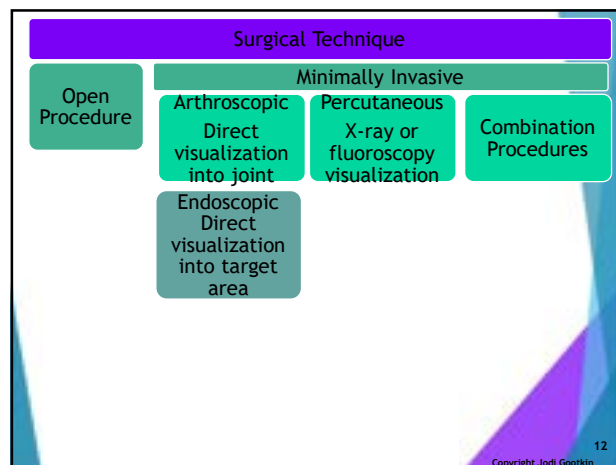 Surgical Technique
Open
Procedure
Minimally Invasive
Arthroscopic
Direct
visualization
into joint
Percutaneous
X-ray or
fluoroscopy
visualization
Combination
Procedures
Endoscopic
Direct
visualization
into target
area
12
Copyright Jodi Gootkin